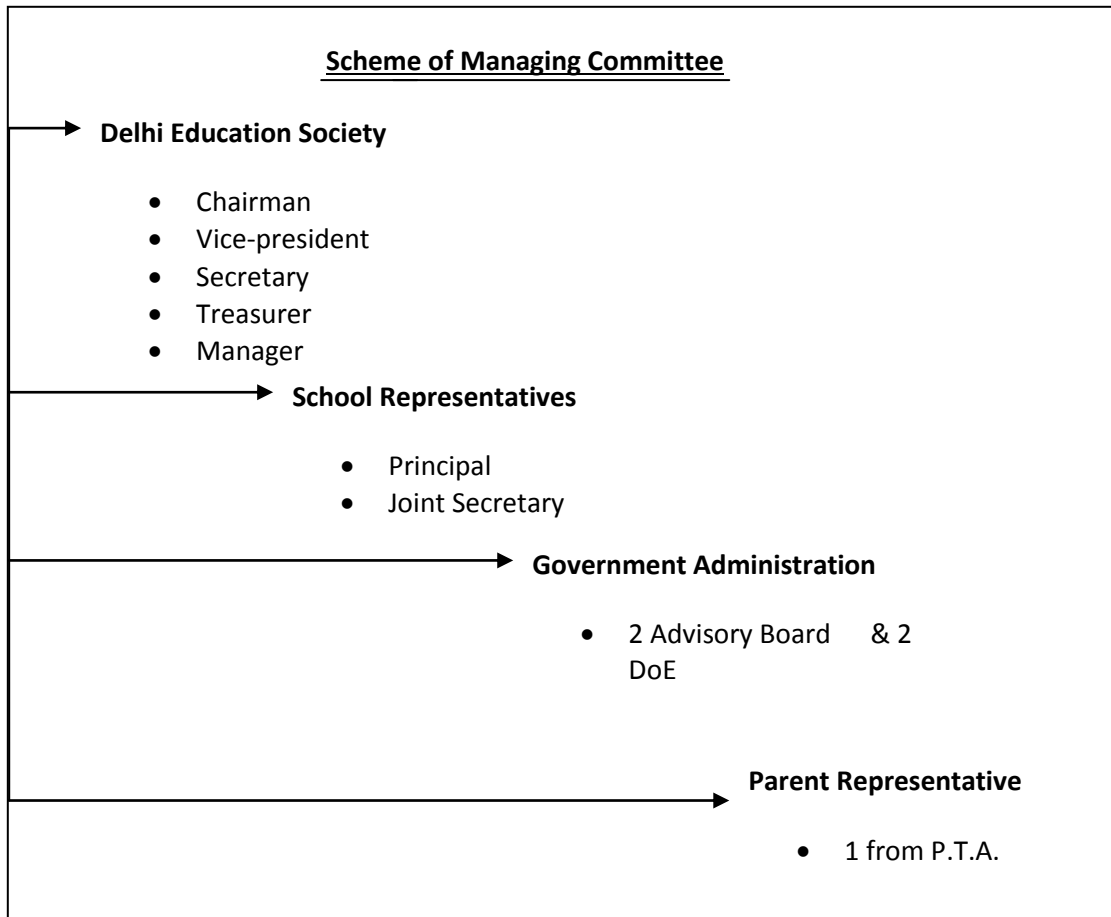 Scheme of Managing Committee
Delhi Education Society
• Chairman
• Vice-president
• Secretary
• Treasurer
• Manager
School Representatives
• Principal
• Joint Secretary
Government Administration
• 2 Advisory Board & 2
DoE
Parent Representative
• 1 from P.T.A.